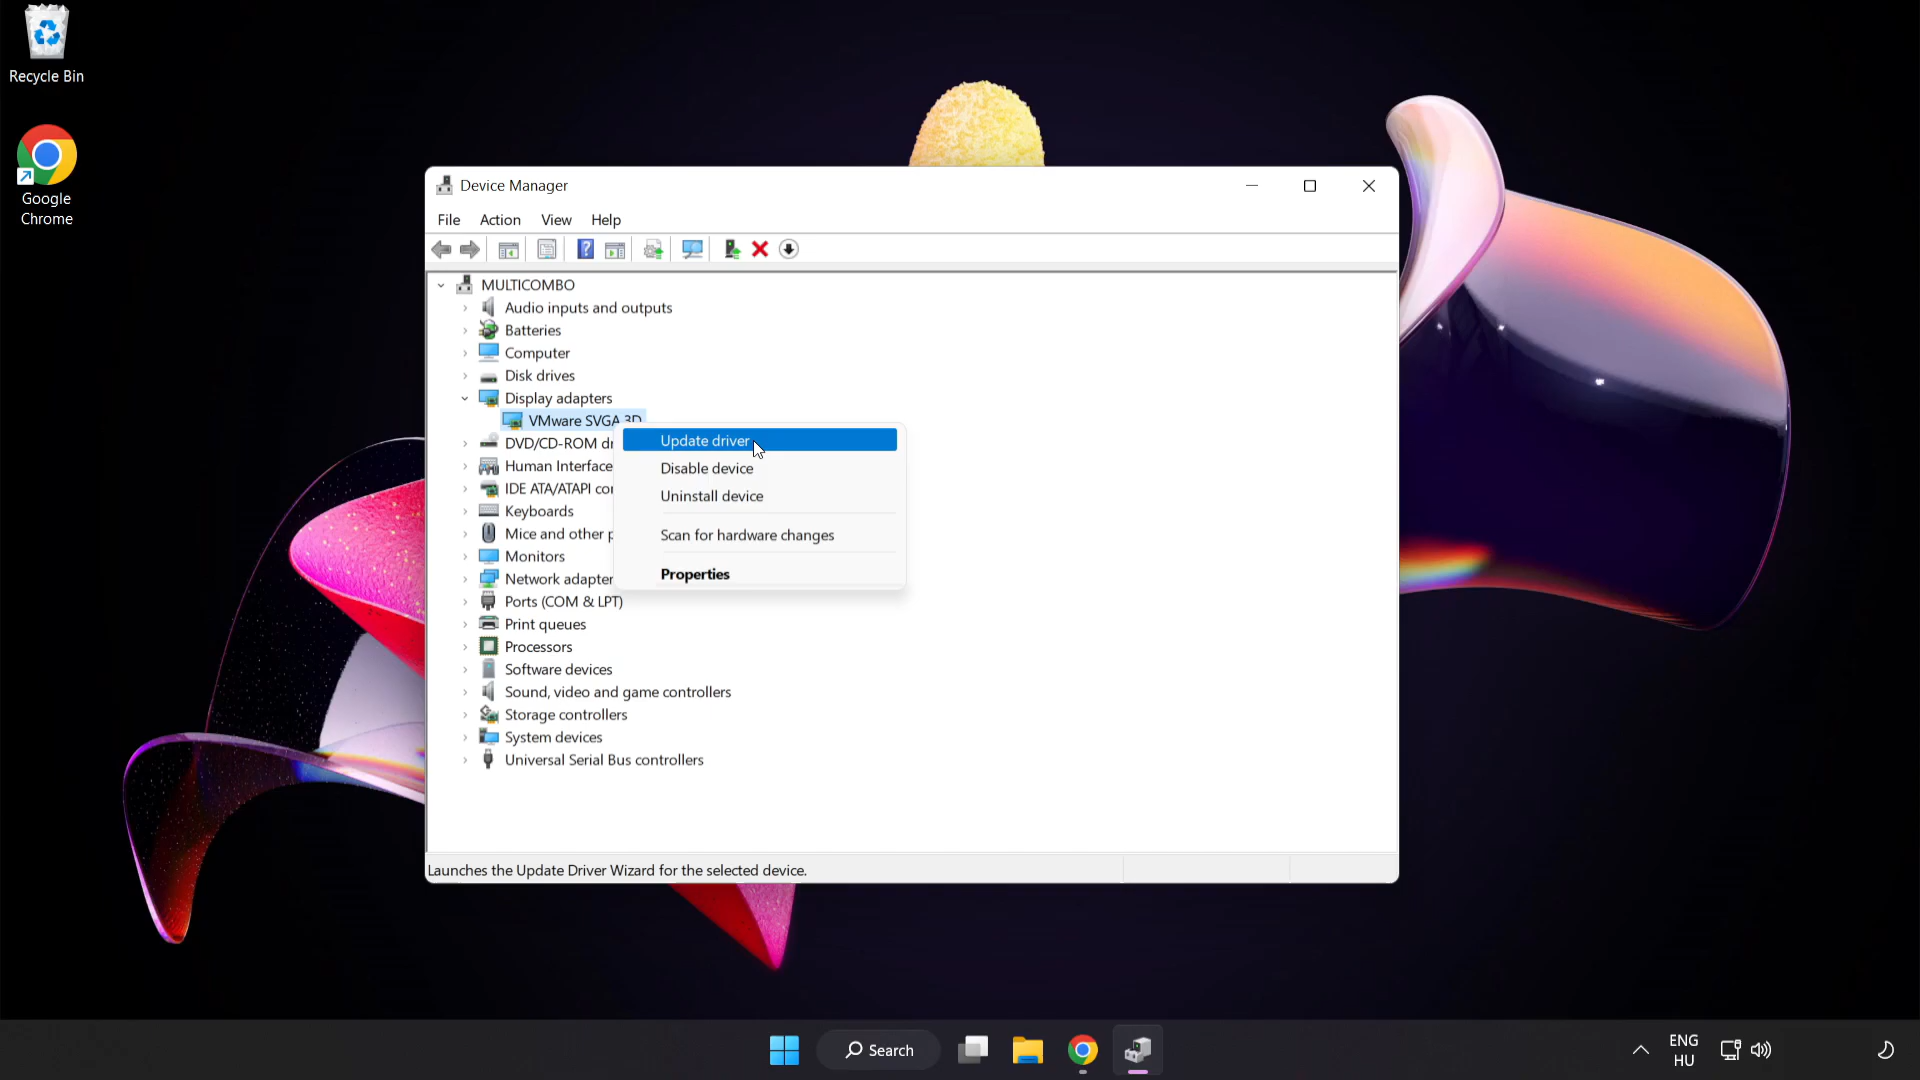 Recycle Bin
Google
Chrome
Device Manager
File Action View Help
MULTICOMBO
Audio inputs and outputs
Batteries
Computer
Disk drives
Display adapters
VMware SVGA 3D
DVD/CD-ROM
Human Interface
IDE ATA/ATAPI
Keyboards
Mice and other
Monitors
Network
Ports (COM & LPT)
Print queues
Processors
Software devices
Sound, video and game controllers
Storage controllers
System devices
Universal Serial Bus controllers
Update driver
Disable device
Uninstall device
Scan for hardware changes
Properties
Launches the Update Driver Wizard for the selected device.
Search
ENG
HU